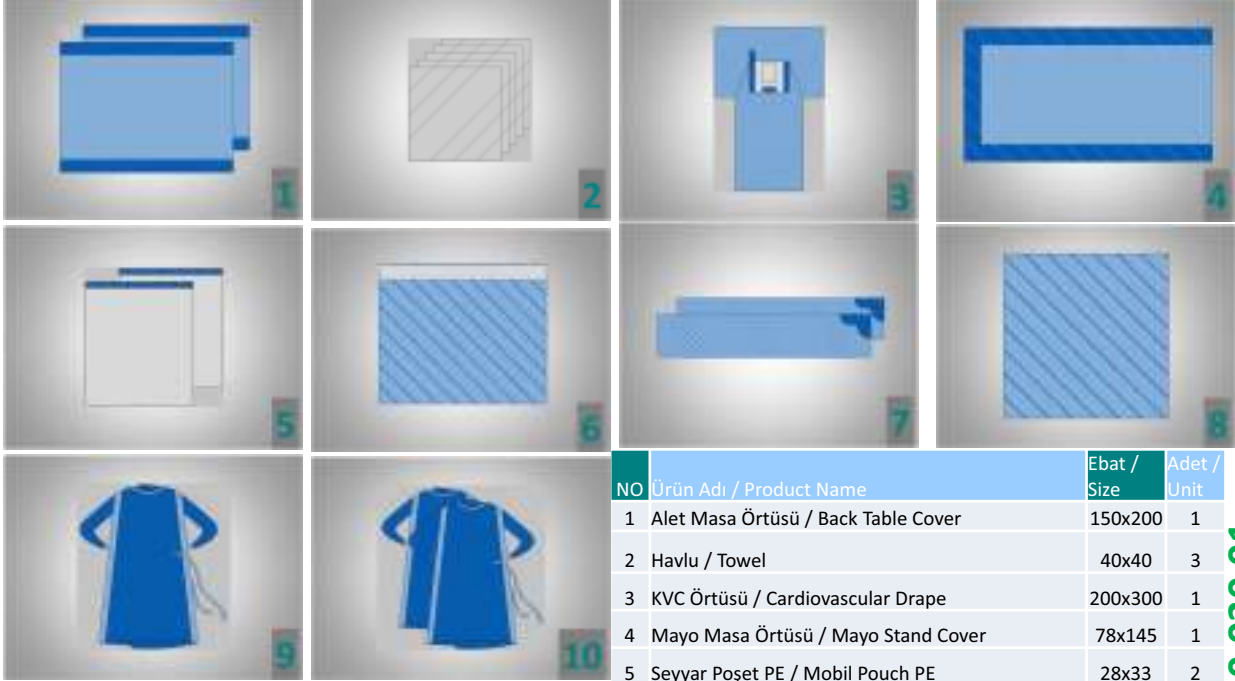 1
2
3
4
5
6
7
8
9
10
NO Ürün Adı / Product Name Ebat / Size Adet / Unit
1 Alet Masa Örtüsü / Back Table Cover 150x200 1
2 Havlu / Towel 40x40 3
3 KVC Örtüsü / Cardiovascular Drape 200x300 1
4 Mayo Masa Örtüsü / Mayo Stand Cover 78x145 1
5 Seyyar Poşet PE / Mobil Pouch PE 28x33 2